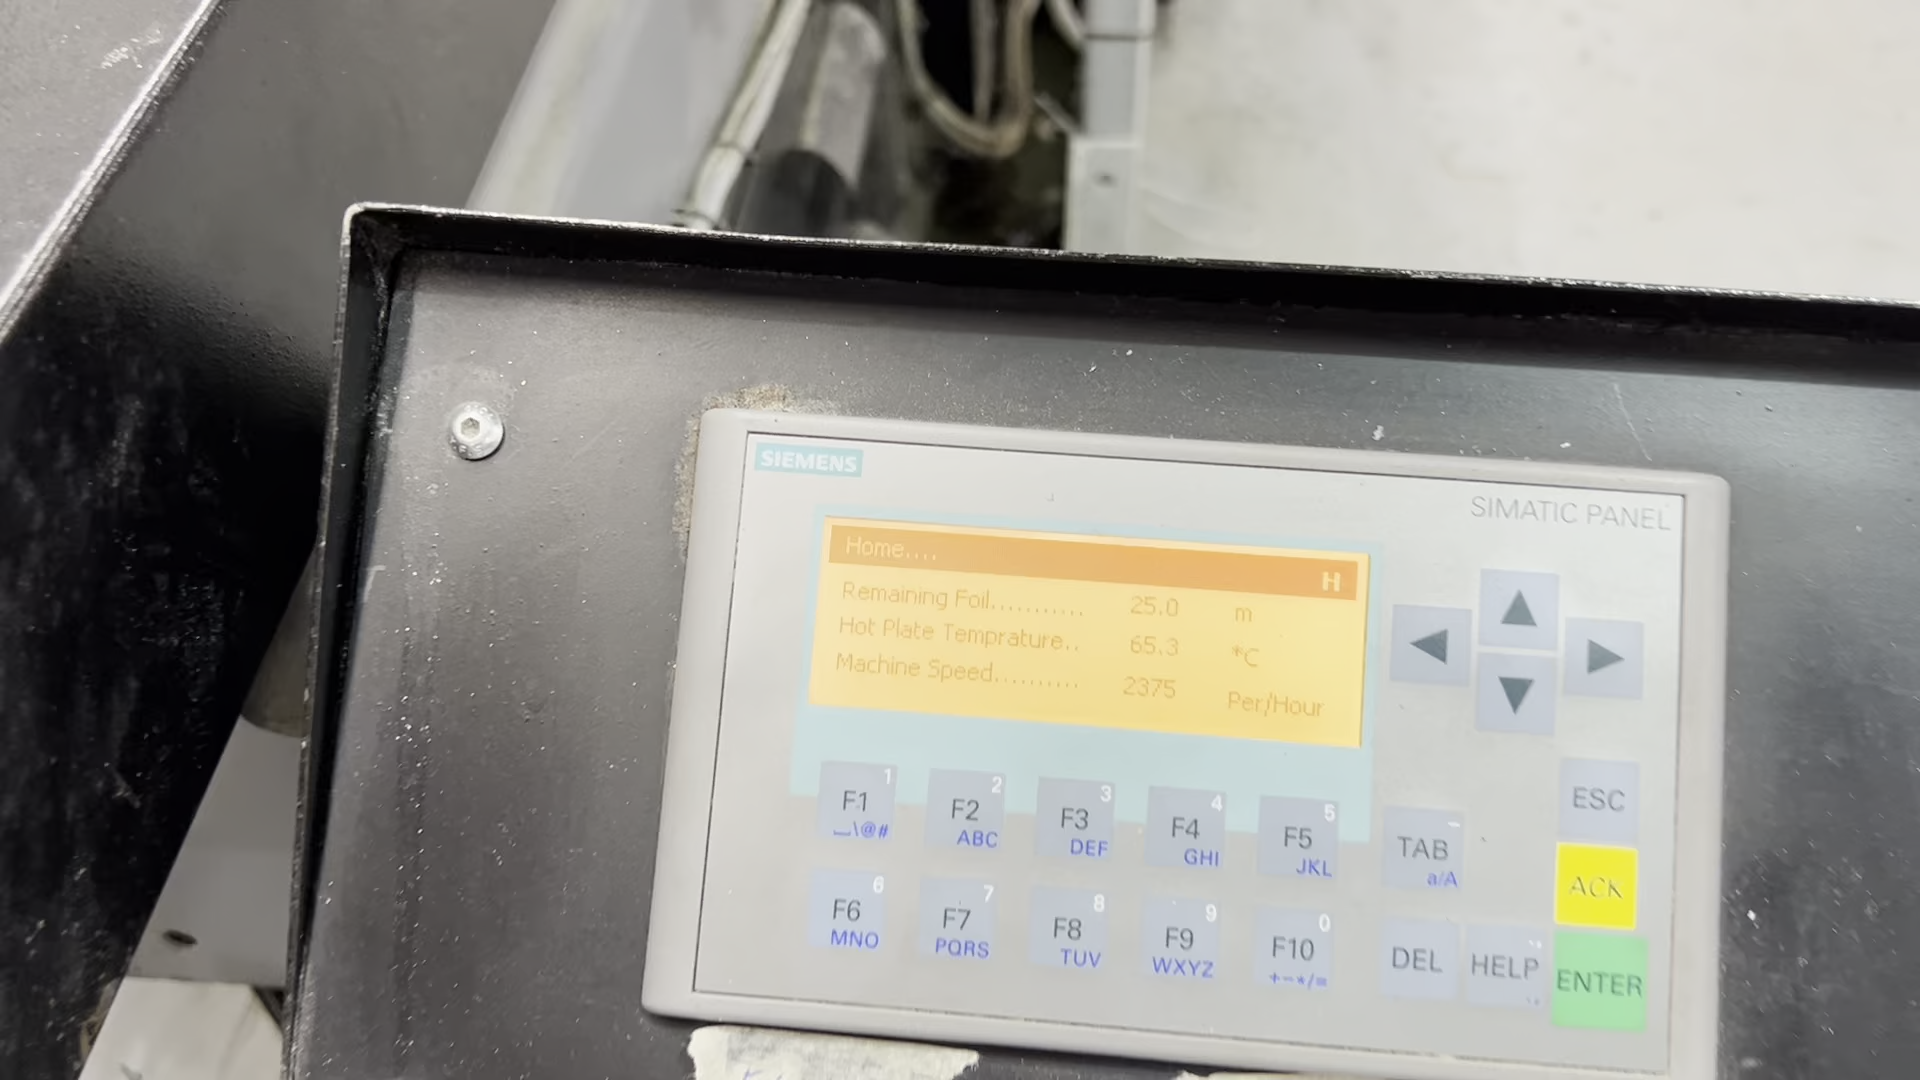 SIEMENS
SIMATIC PANEL
Home....
H
Remaining Foil........... 25.0 m
Hot Plate Temprature.. 65.3 *C
Machine Speed.......... 2375 Per/Hour
F1 1 _\@#
F2 2 ABC
F3 3 DEF
F4 4 GHI
F5 5 JKL
TAB a/A
ESC
ACK
F6 6 MNO
F7 7 PQRS
F8 8 TUV
F9 9 WXYZ
F10 0 +-*/=
DEL
HELP
ENTER